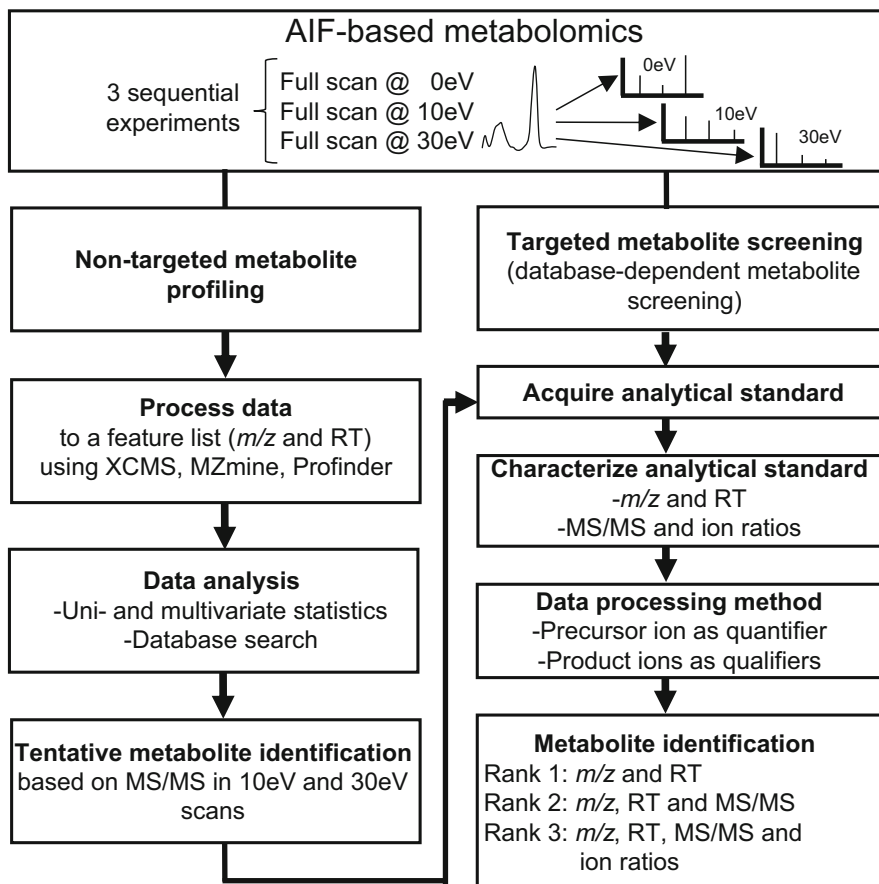 AIF-based metabolomics
3 sequential
experiments
Full scan @ 0eV
Full scan @ 10eV
Full scan @ 30eV
0eV
10eV
30eV
Non-targeted metabolite
profiling
Process data
to a feature list (m/z and RT)
using XCMS, MZmine, Profinder
Data analysis
-Uni- and multivariate statistics
-Database search
Tentative metabolite identification
based on MS/MS in 10eV and 30eV
scans
Targeted metabolite screening
(database-dependent metabolite
screening)
Acquire analytical standard
Characterize analytical standard
-m/z and RT
-MS/MS and ion ratios
Data processing method
-Precursor ion as quantifier
-Product ions as qualifiers
Metabolite identification
Rank 1: m/z and RT
Rank 2: m/z, RT and MS/MS
Rank 3: m/z, RT, MS/MS and
ion ratios